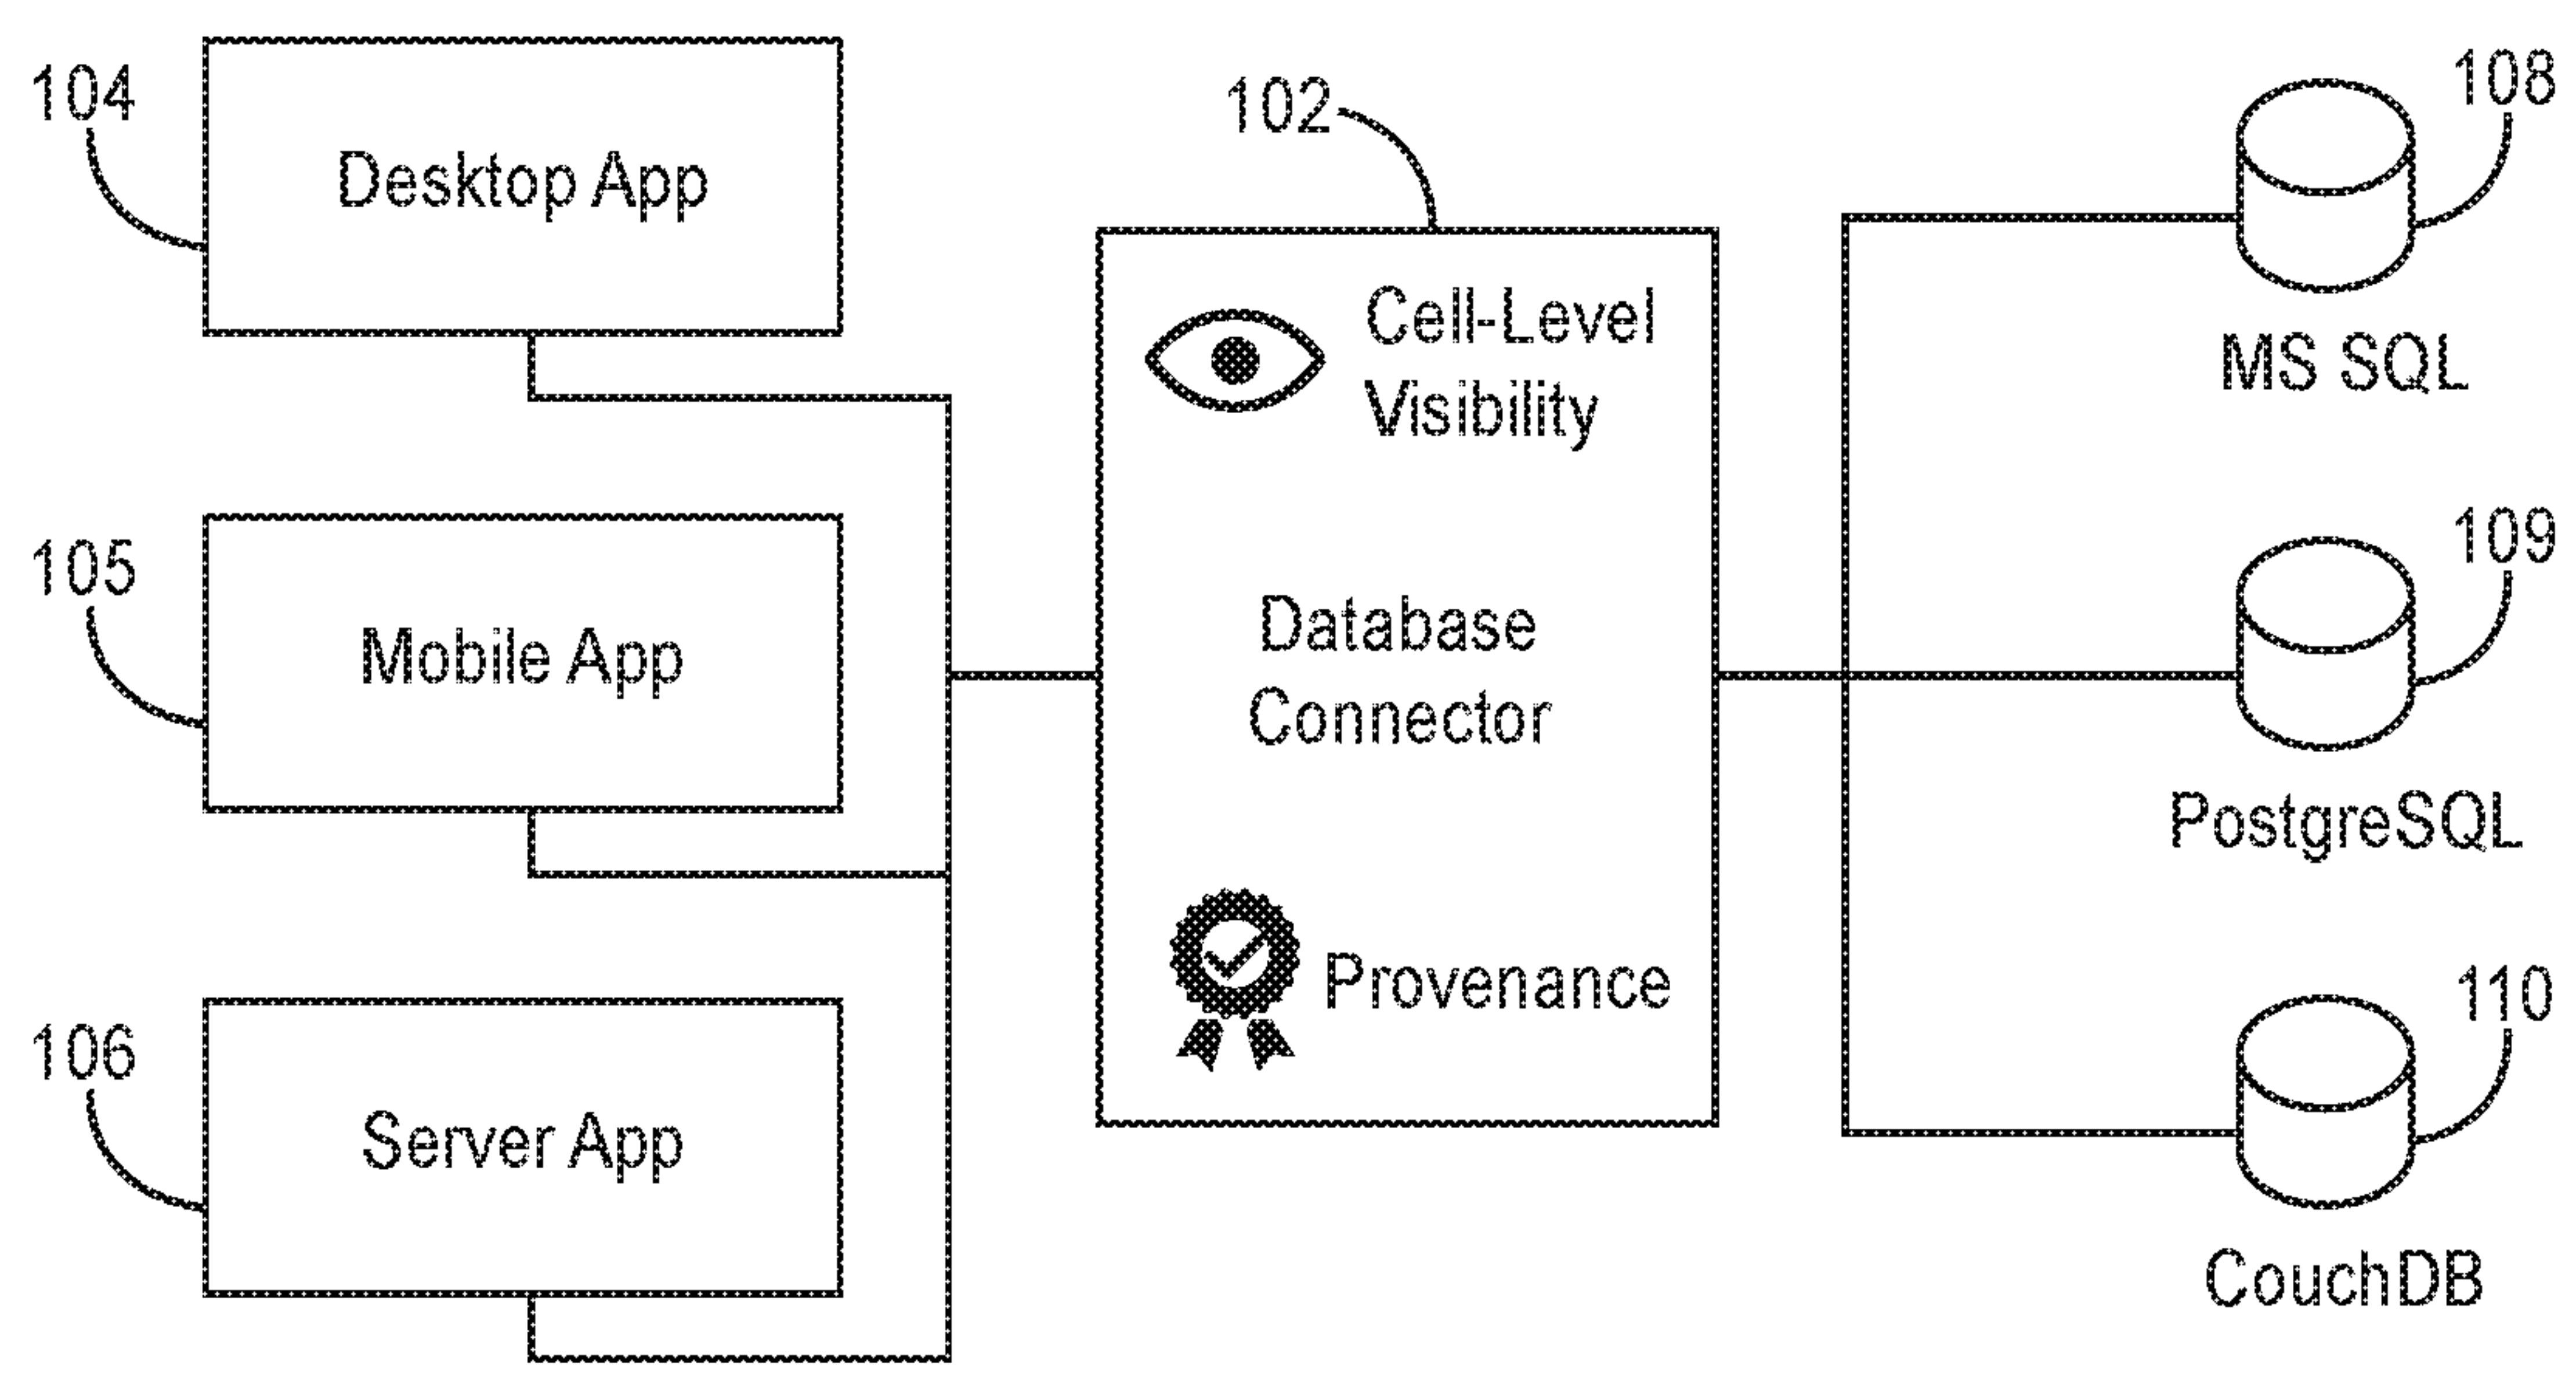 104
Desktop App
105
Mobile App
106
Server App
102
Cell-Level
Visibility
Database
Connector
Provenance
108
MS SQL
109
PostgreSQL
110
CouchDB